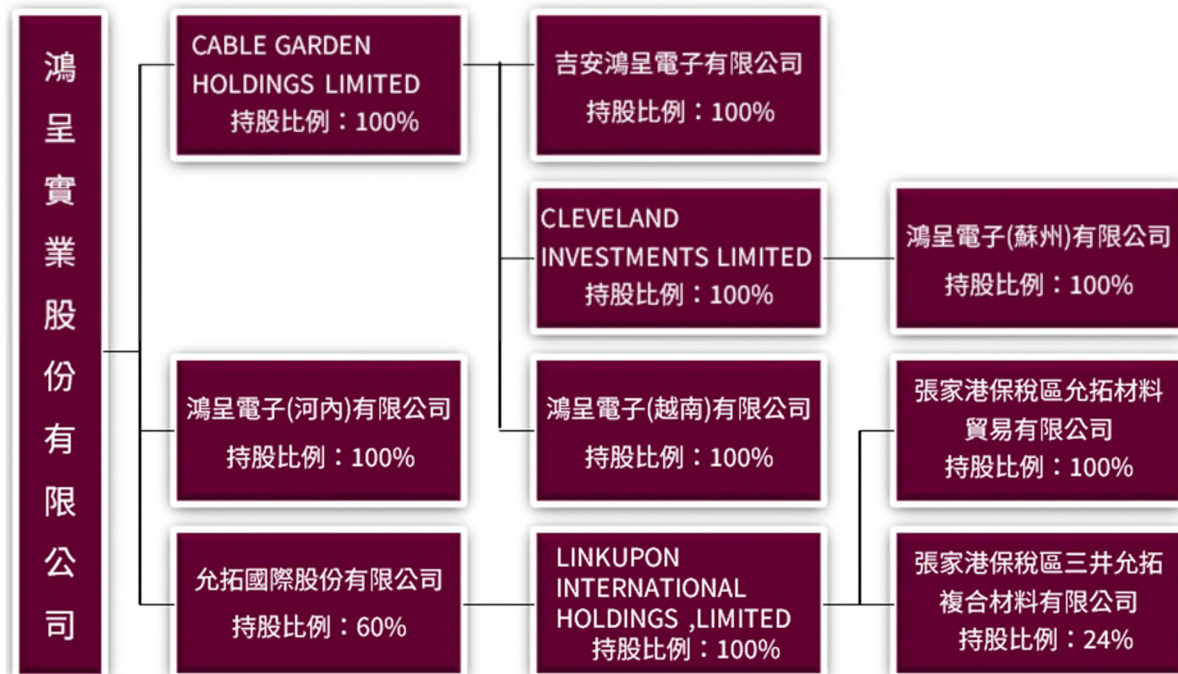 鴻呈實業股份有限公司
CABLE GARDEN
HOLDINGS LIMITED
持股比例：100%
吉安鴻呈電子有限公司
持股比例：100%
CLEVELAND
INVESTMENTS LIMITED
持股比例：100%
鴻呈電子(蘇州)有限公司
持股比例：100%
鴻呈電子(河內)有限公司
持股比例：100%
鴻呈電子(越南)有限公司
持股比例：100%
張家港保稅區允拓材料
貿易有限公司
持股比例：100%
允拓國際股份有限公司
持股比例：60%
LINKUPON
INTERNATIONAL
HOLDINGS ,LIMITED
持股比例：100%
張家港保稅區三井允拓
複合材料有限公司
持股比例：24%